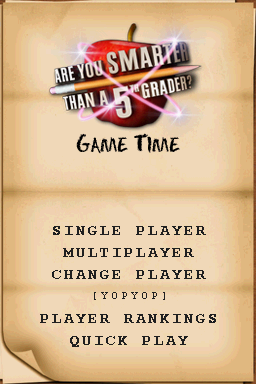 ARE YOU SMARTER
THAN A 5TH GRADER?
GAME TIME
SINGLE PLAYER
MULTIPLAYER
CHANGE PLAYER
[YOPYOP]
PLAYER RANKINGS
QUICK PLAY